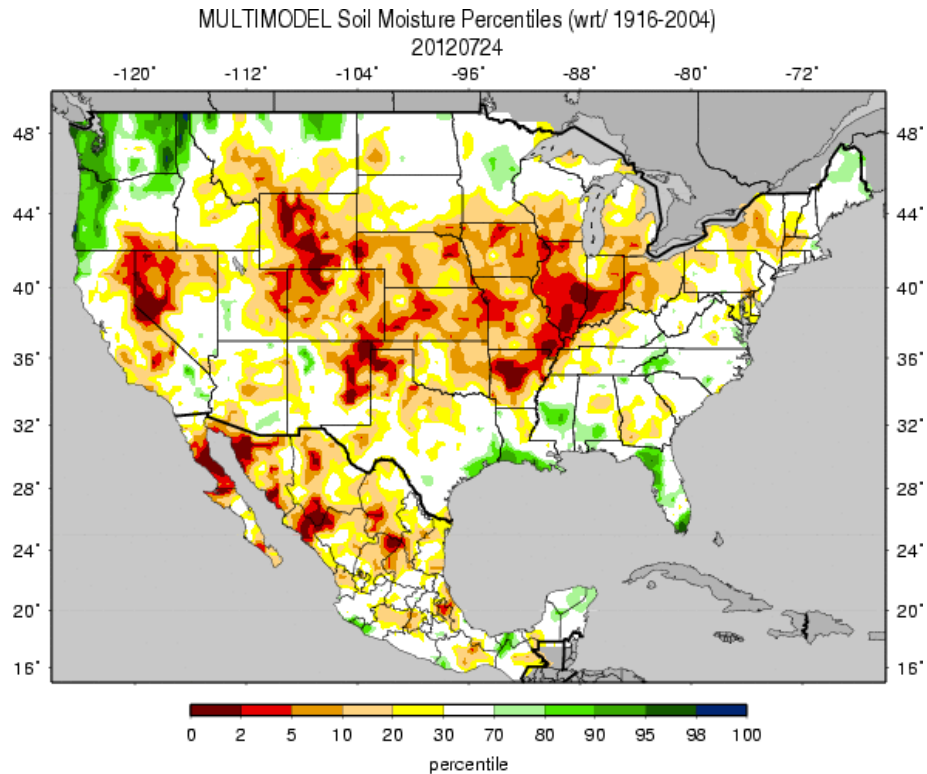 MULTIMODEL Soil Moisture Percentiles (wrt/ 1916-2004)
20120724
-120° -112° -104° -96° -88° -80° -72°
48° 48°
44° 44°
40° 40°
36° 36°
32° 32°
28° 28°
24° 24°
20° 20°
16° 16°
0 2 5 10 20 30 70 80 90 95 98 100
percentile